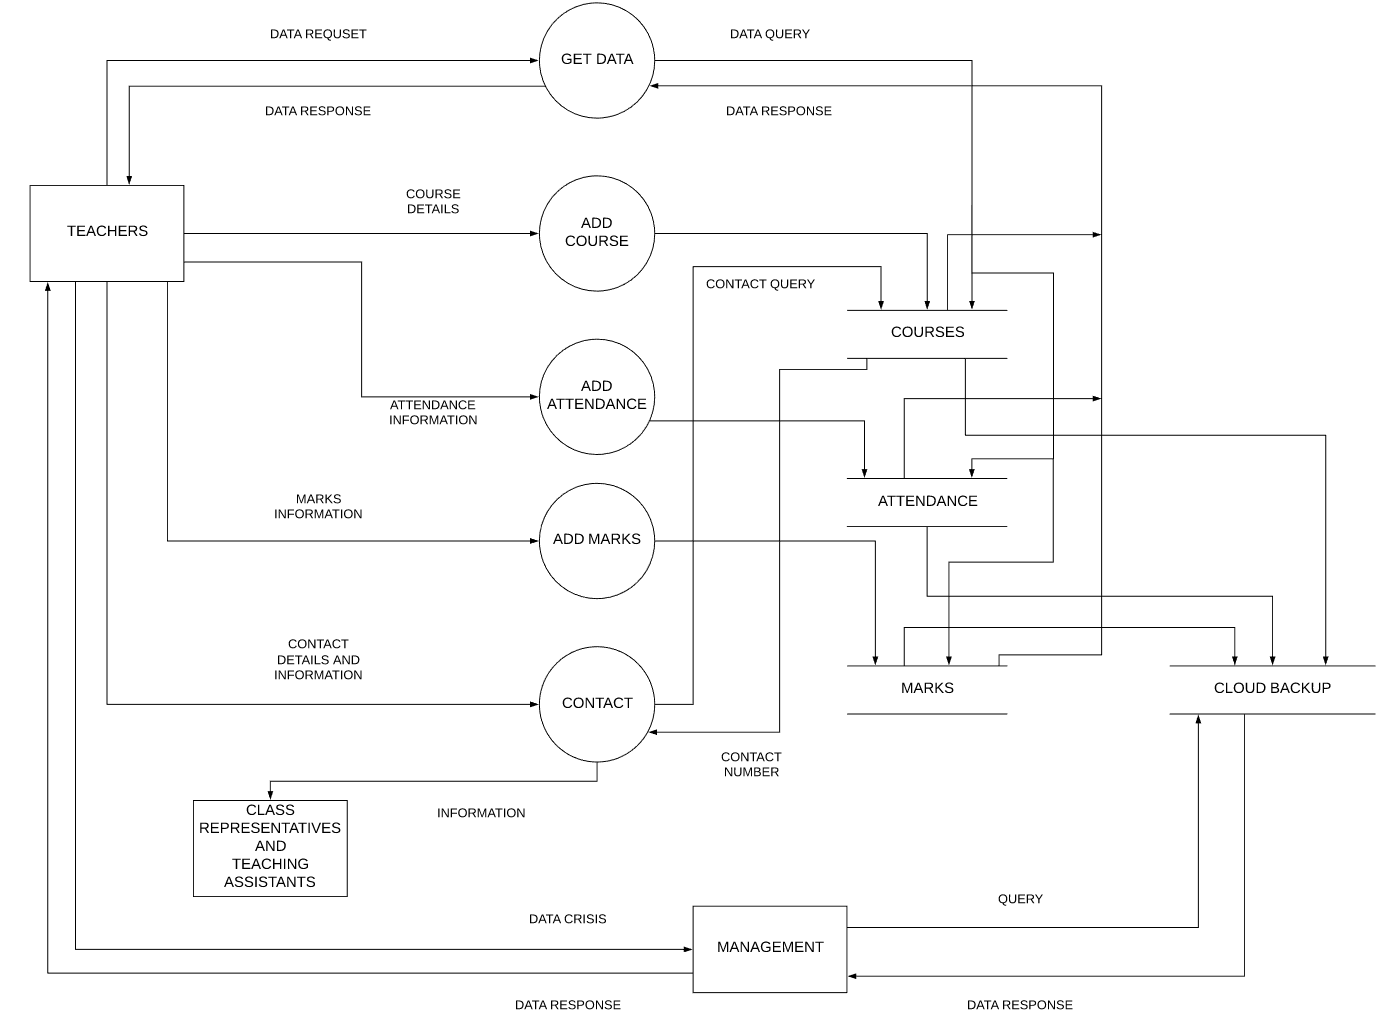 DATA REQUSET
GET DATA
DATA QUERY
DATA RESPONSE
DATA RESPONSE
TEACHERS
COURSE
DETAILS
ADD
COURSE
CONTACT QUERY
COURSES
ADD
ATTENDANCE
ATTENDANCE
INFORMATION
ATTENDANCE
MARKS
INFORMATION
ADD MARKS
CONTACT
DETAILS AND
INFORMATION
CONTACT
MARKS
CLOUD BACKUP
CONTACT
NUMBER
INFORMATION
CLASS
REPRESENTATIVES
AND
TEACHING
ASSISTANTS
QUERY
DATA CRISIS
MANAGEMENT
DATA RESPONSE
DATA RESPONSE